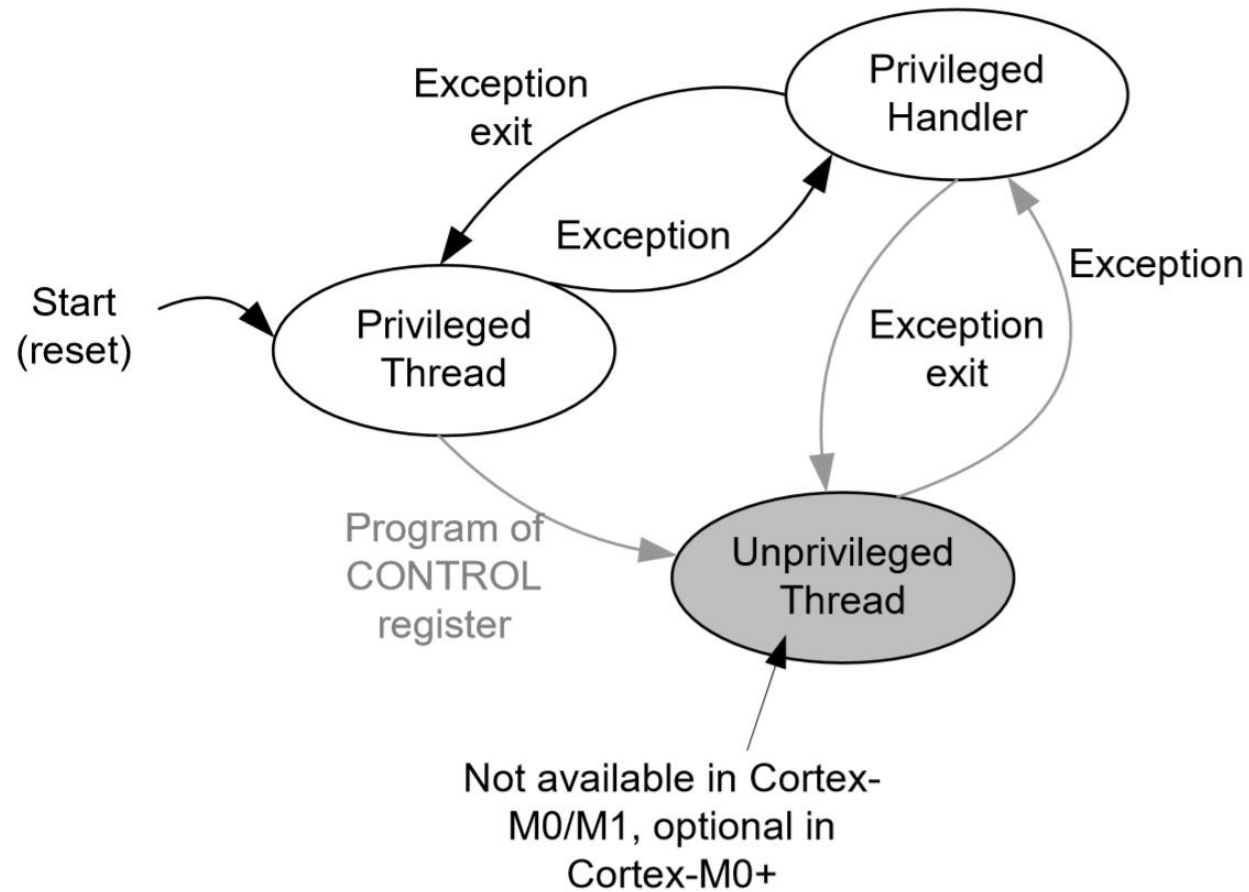 Privileged
Handler
Exception
exit
Exception
Exception
Start
(reset)
Privileged
Thread
Exception
exit
Program of
CONTROL
register
Unprivileged
Thread
Not available in Cortex-
M0/M1, optional in
Cortex-M0+